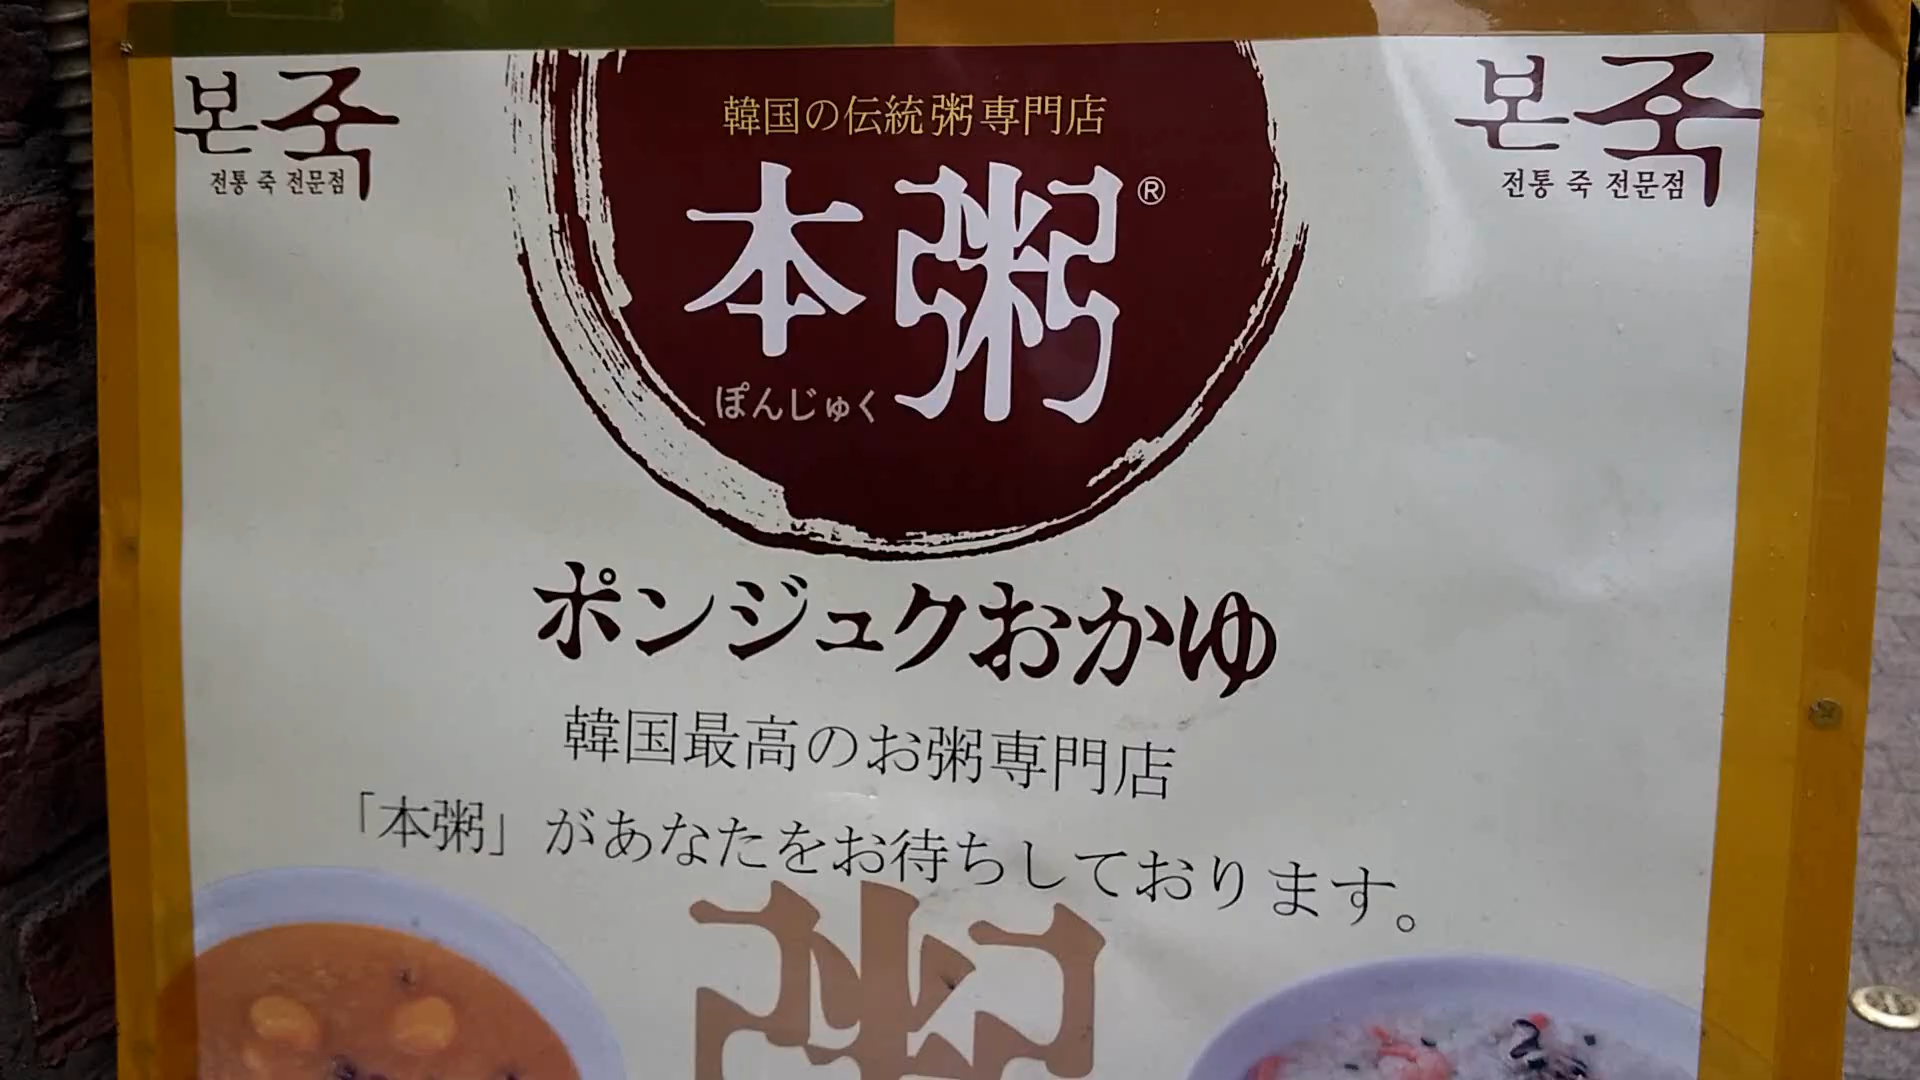 본죽
전통 죽 전문점
韓国の伝統粥専門店
本粥®
ぽんじゅく
본죽
전통 죽 전문점
ポンジュクおかゆ
韓国最高のお粥専門店
「本粥」があなたをお待ちしております。
粥